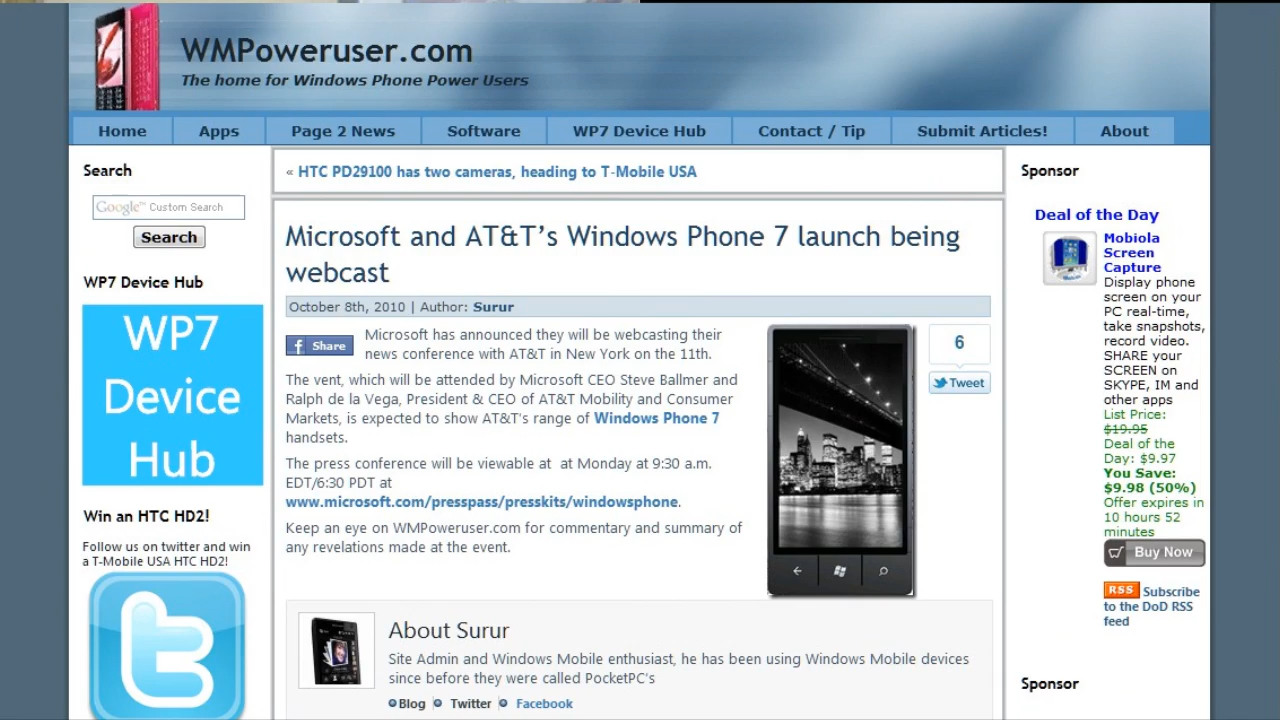 WMPoweruser.com
The home for Windows Phone Power Users
Home
Apps
Page 2 News
Software
WP7 Device Hub
Contact / Tip
Submit Articles!
About
Search
Google™ Custom Search
Search
WP7 Device Hub
WP7
Device
Hub
Win an HTC HD2!
Follow us on twitter and win
a T-Mobile USA HTC HD2!
« HTC PD29100 has two cameras, heading to T-Mobile USA
Microsoft and AT&T’s Windows Phone 7 launch being
webcast
October 8th, 2010 | Author: Surur
f Share
Microsoft has announced they will be webcasting their
news conference with AT&T in New York on the 11th.
The vent, which will be attended by Microsoft CEO Steve Ballmer and
Ralph de la Vega, President & CEO of AT&T Mobility and Consumer
Markets, is expected to show AT&T's range of Windows Phone 7
handsets.
The press conference will be viewable at  at Monday at 9:30 a.m.
EDT/6:30 PDT at
www.microsoft.com/presspass/presskits/windowsphone.
Keep an eye on WMPoweruser.com for commentary and summary of
any revelations made at the event.
6
Tweet
About Surur
Site Admin and Windows Mobile enthusiast, he has been using Windows Mobile devices
since before they were called PocketPC's
Blog
Twitter
Facebook
Sponsor
Deal of the Day
Mobiola
Screen
Capture
Display phone
screen on your
PC real-time,
take snapshots,
record video.
SHARE your
SCREEN on
SKYPE, IM and
other apps
List Price:
$19.95
Deal of the
Day: $9.97
You Save:
$9.98 (50%)
Offer expires in
10 hours 52
minutes
Buy Now
RSS Subscribe
to the DoD RSS
feed
Sponsor